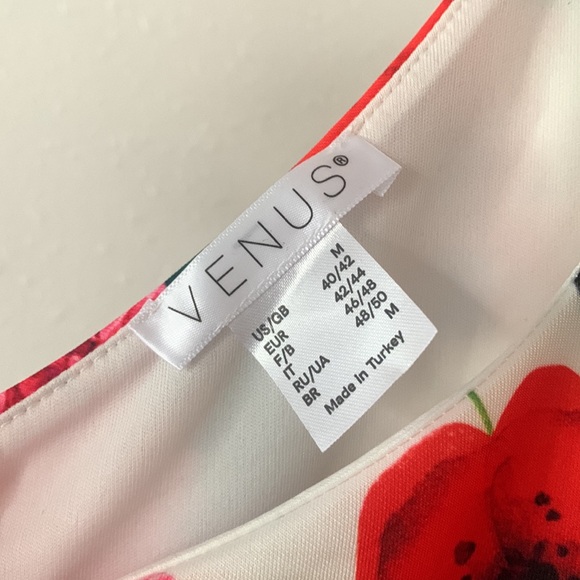 VENUS®
US/GB M
EUR 40/42
F/B 42/44
IT 46/48
RU/UA 48/50
BR M
Made in Turkey